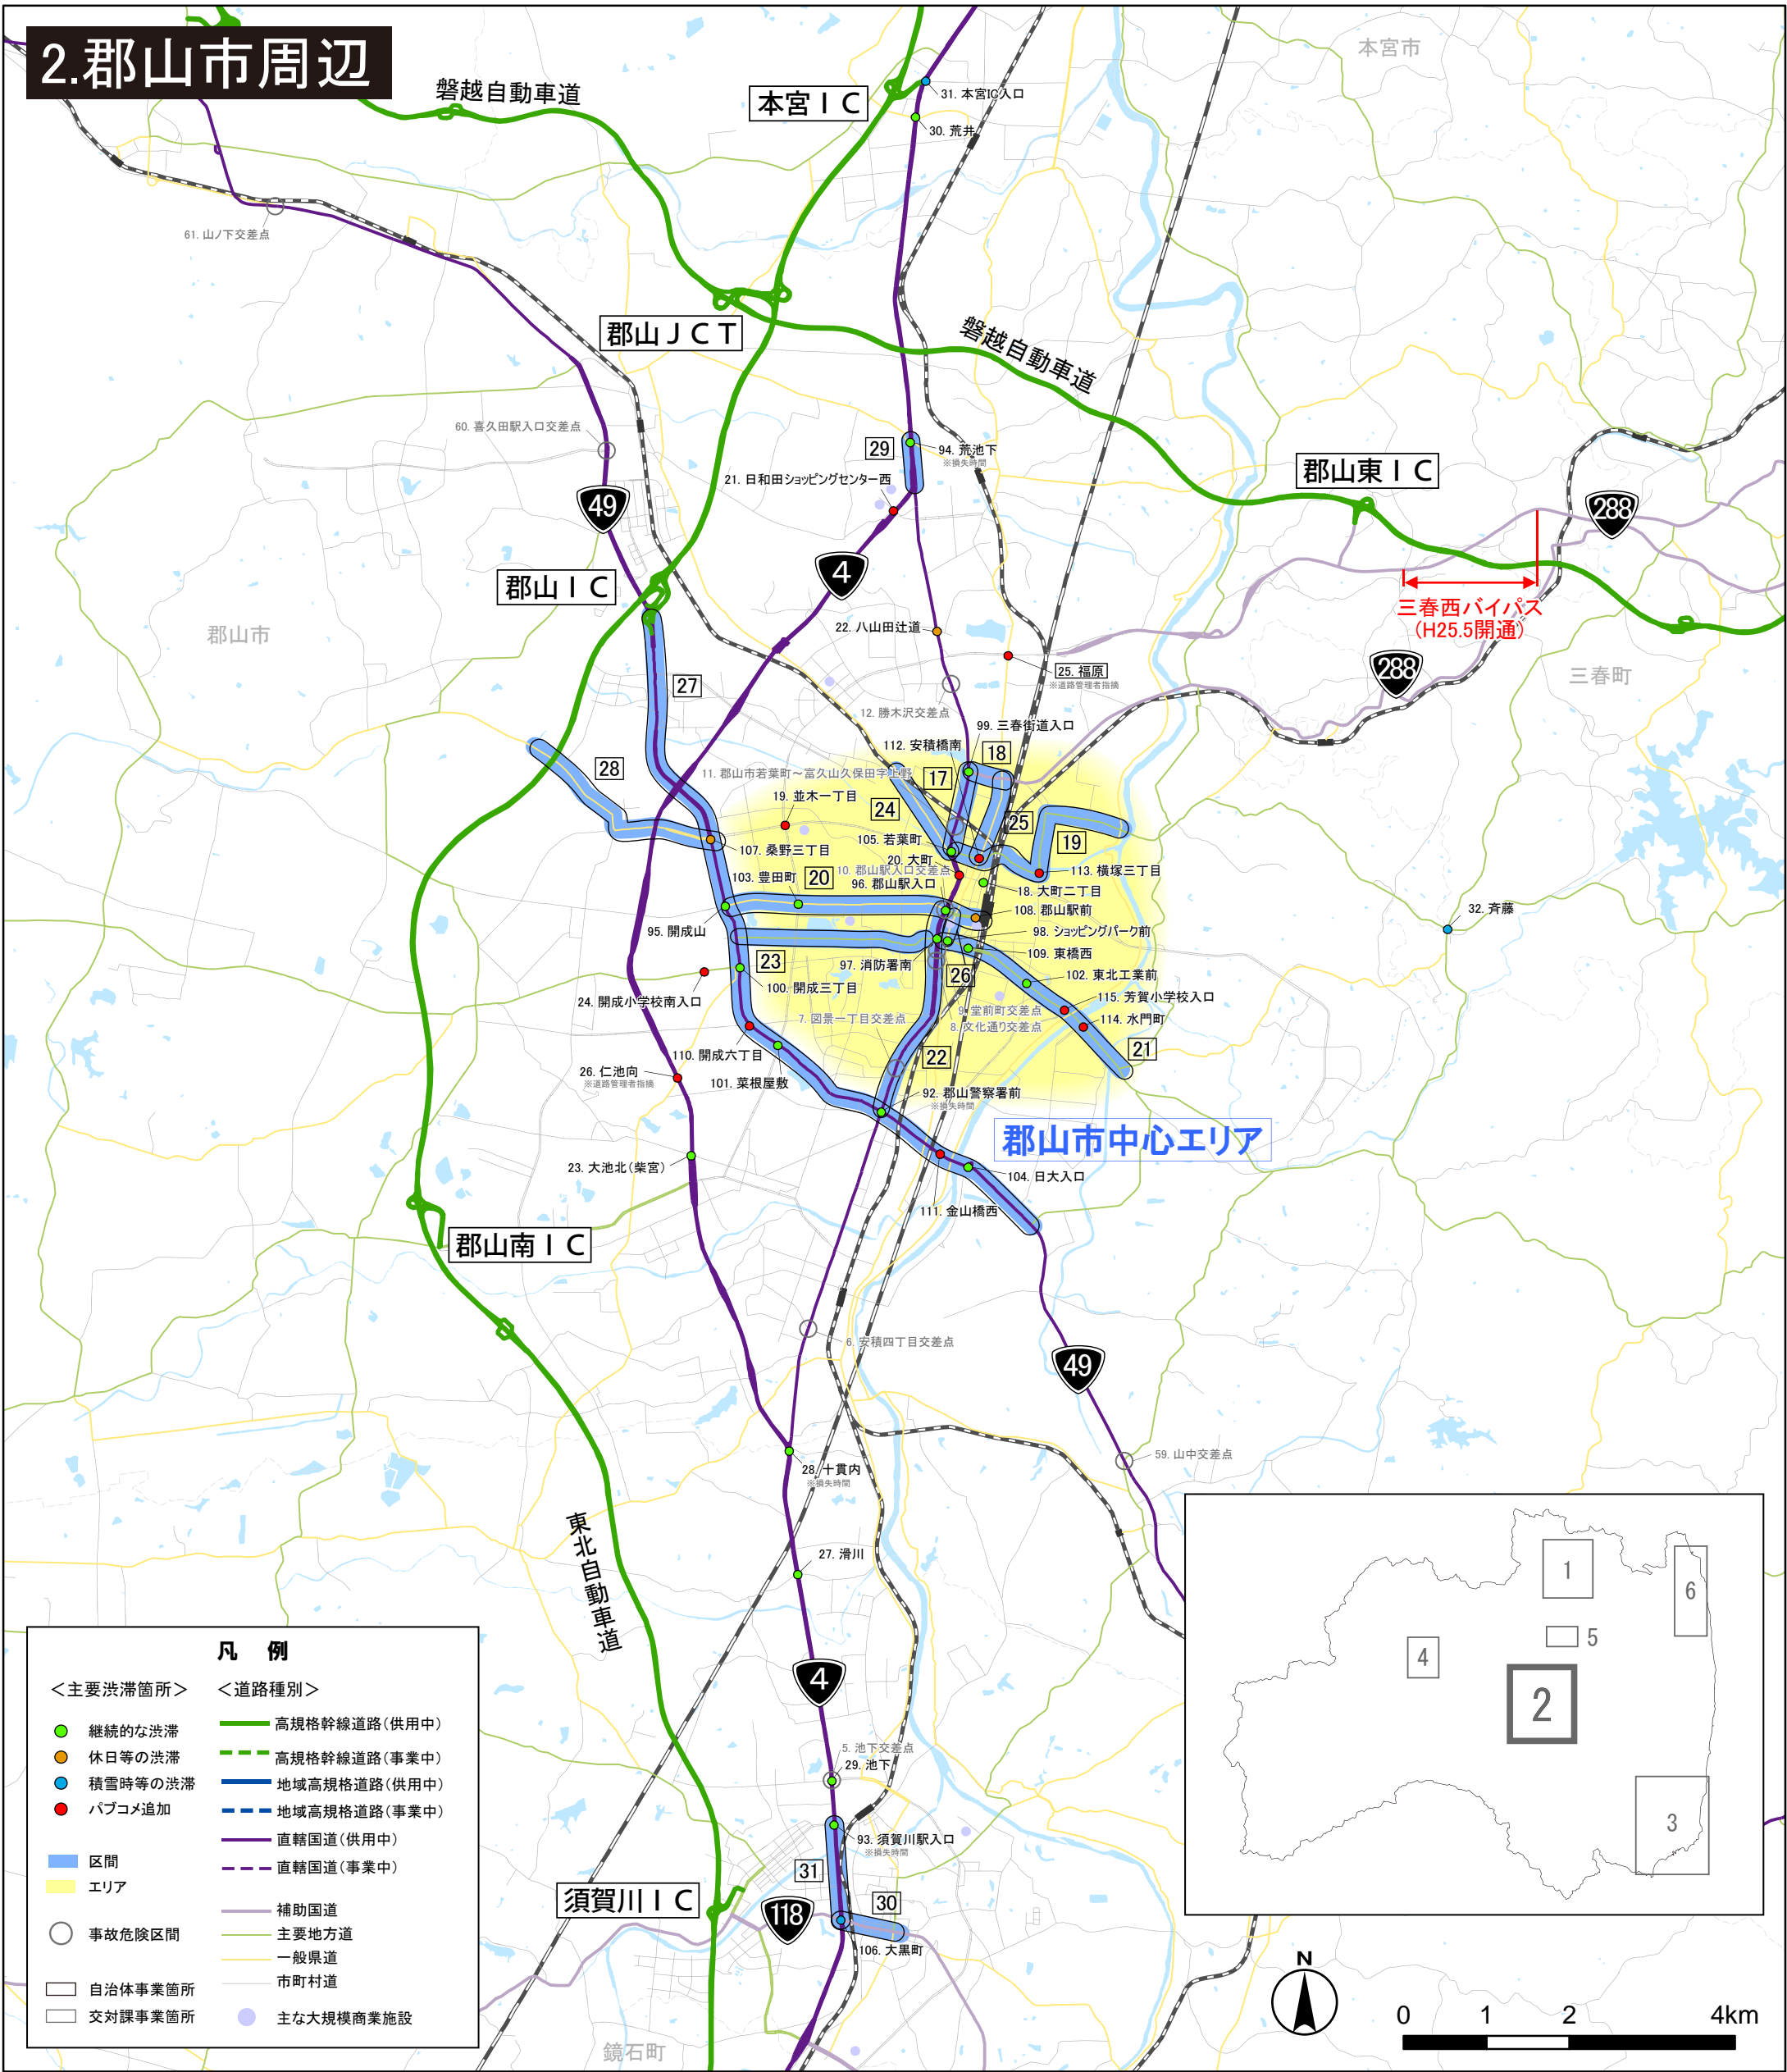 2.郡山市周辺
磐越自動車道
本宮市
本宮ＩＣ
31. 本宮IC入口
30. 荒井
61. 山ノ下交差点
郡山ＪＣＴ
磐越自動車道
60. 喜久田駅入口交差点
29
94. 荒池下
※損失時間
21. 日和田ショッピングセンター西
郡山東ＩＣ
49
288
4
郡山ＩＣ
三春西バイパス
(H25.5開通)
郡山市
22. 八山田辻道
25. 福原
※道路管理者指摘
288
三春町
27
12. 勝木沢交差点
99. 三春街道入口
112. 安積橋南
18
28
11. 郡山市若葉町～富久山久保田字上野
17
19. 並木一丁目
24
25
19
105. 若葉町
107. 桑野三丁目
20. 大町
10. 郡山駅入口交差点
113. 横塚三丁目
103. 豊田町
20
96. 郡山駅入口
18. 大町二丁目
108. 郡山駅前
32. 斉藤
95. 開成山
98. ショッピングパーク前
109. 東橋西
97. 消防署南
23
26
102. 東北工業前
100. 開成三丁目
24. 開成小学校南入口
115. 芳賀小学校入口
9. 堂前町交差点
114. 水門町
7. 図景一丁目交差点
8. 文化通り交差点
110. 開成六丁目
22
21
26. 仁池向
※道路管理者指摘
101. 菜根屋敷
92. 郡山警察署前
※損失時間
郡山市中心エリア
23. 大池北(柴宮)
104. 日大入口
111. 金山橋西
郡山南ＩＣ
6. 安積四丁目交差点
49
59. 山中交差点
28. 十貫内
※損失時間
東北自動車道
27. 滑川
4
5. 池下交差点
29. 池下
93. 須賀川駅入口
※損失時間
31
須賀川ＩＣ
118
30
106. 大黒町
鏡石町
凡　例
＜主要渋滞箇所＞
継続的な渋滞
休日等の渋滞
積雪時等の渋滞
パブコメ追加
区間
エリア
事故危険区間
自治体事業箇所
交対課事業箇所
＜道路種別＞
高規格幹線道路(供用中)
高規格幹線道路(事業中)
地域高規格道路(供用中)
地域高規格道路(事業中)
直轄国道(供用中)
直轄国道(事業中)
補助国道
主要地方道
一般県道
市町村道
主な大規模商業施設
1
6
5
4
2
3
N
0 1 2 4km